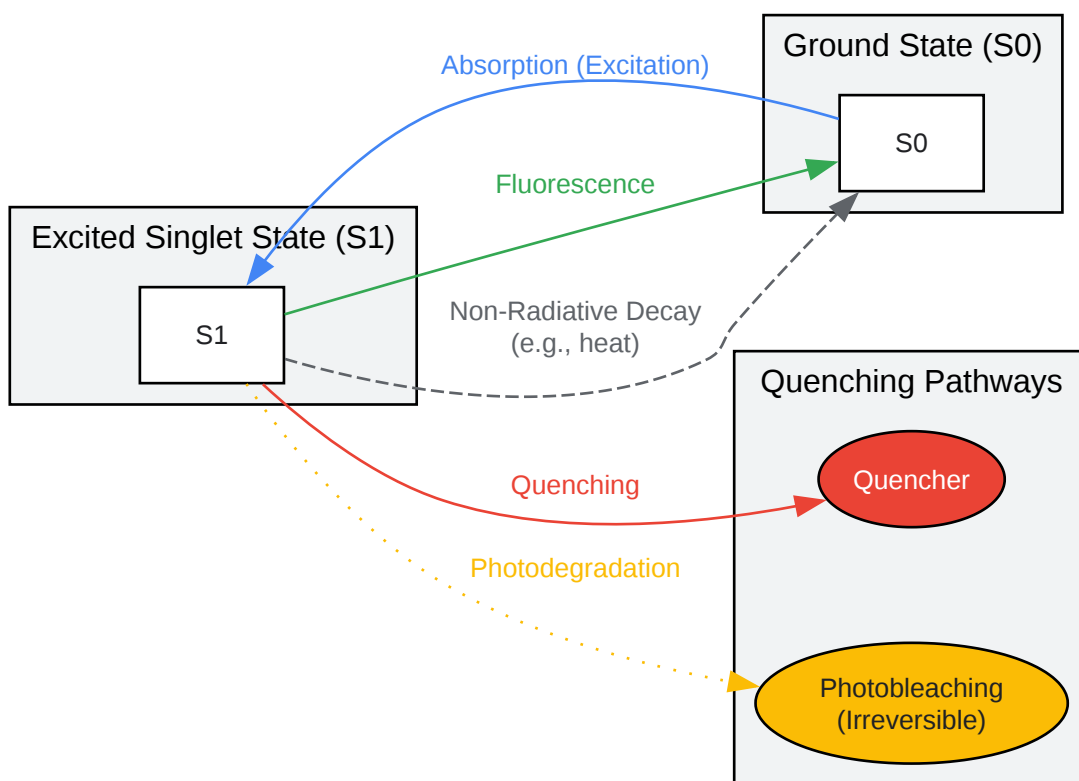 Ground State (S0)
Absorption (Excitation)
S0
Fluorescence
Excited Singlet State (S1)
S1
Non-Radiative Decay
(e.g., heat)
Quenching Pathways
Quencher
Quenching
Photodegradation
Photobleaching
(Irreversible)